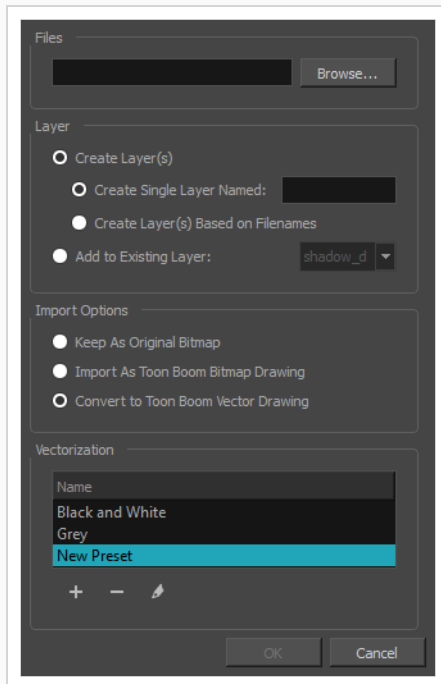 Files
Browse...
Layer
Create Layer(s)
Create Single Layer Named:
Create Layer(s) Based on Filenames
Add to Existing Layer: shadow_d
Import Options
Keep As Original Bitmap
Import As Toon Boom Bitmap Drawing
Convert to Toon Boom Vector Drawing
Vectorization
Name
Black and White
Grey
New Preset
OK Cancel